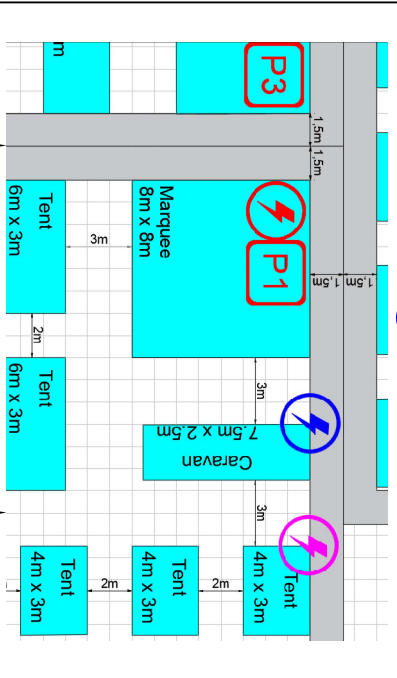 m
P3
1,5m
1,5m
Marquee
8m x 8m
P1
Tent
6m x 3m
3m
1,5m
1,5m
2m
Tent
6m x 3m
3m
Caravan
7.5m x 2.5m
3m
Tent
4m x 3m
2m
Tent
4m x 3m
2m
Tent
4m x 3m